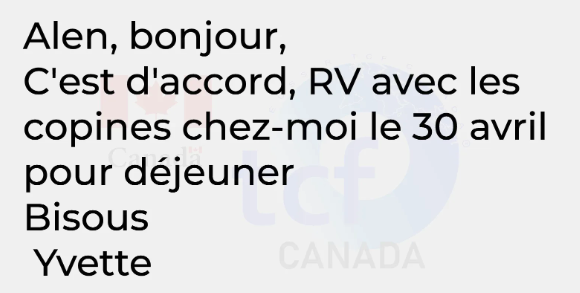 Alen, bonjour,
C'est d'accord, RV avec les
copines chez-moi le 30 avril
pour déjeuner
Bisous
Yvette
Canada
tcf
CANADA